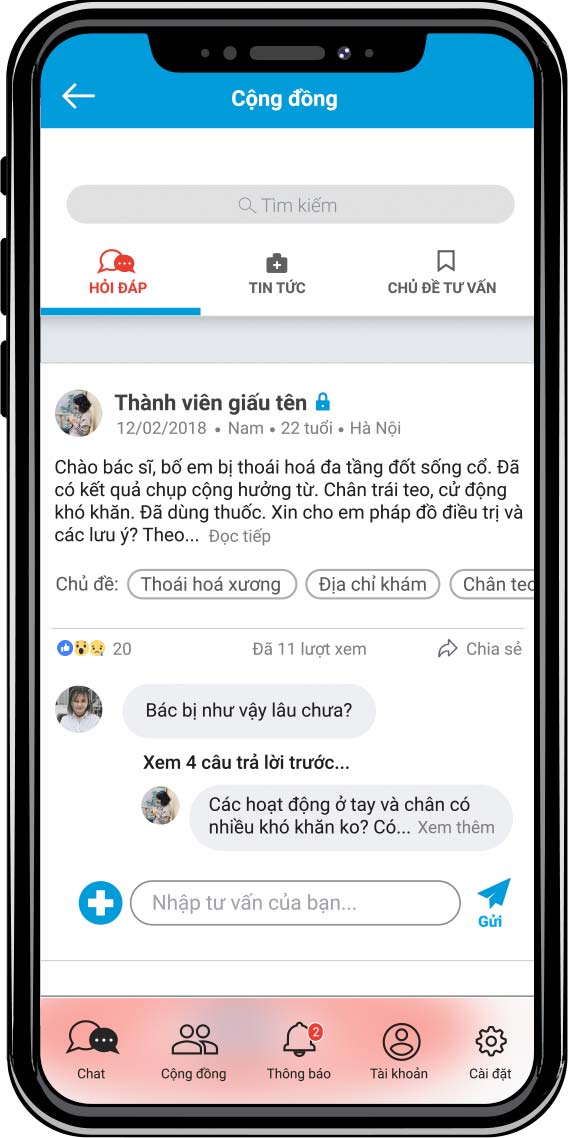 Cộng đồng
Tìm kiếm
HỎI ĐÁP
TIN TỨC
CHỦ ĐỀ TƯ VẤN
Thành viên giấu tên
12/02/2018 • Nam • 22 tuổi • Hà Nội
Chào bác sĩ, bố em bị thoái hoá đa tầng đốt sống cổ. Đã
có kết quả chụp cộng hưởng từ. Chân trái teo, cử động
khó khăn. Đã dùng thuốc. Xin cho em pháp đồ điều trị và
các lưu ý? Theo... Đọc tiếp
Chủ đề: Thoái hoá xương Địa chỉ khám Chân teo
20 Đã 11 lượt xem Chia sẻ
Bác bị như vậy lâu chưa?
Xem 4 câu trả lời trước...
Các hoạt động ở tay và chân có
nhiều khó khăn ko? Có... Xem thêm
Nhập tư vấn của bạn...
Gửi
2
Chat
Cộng đồng
Thông báo
Tài khoản
Cài đặt